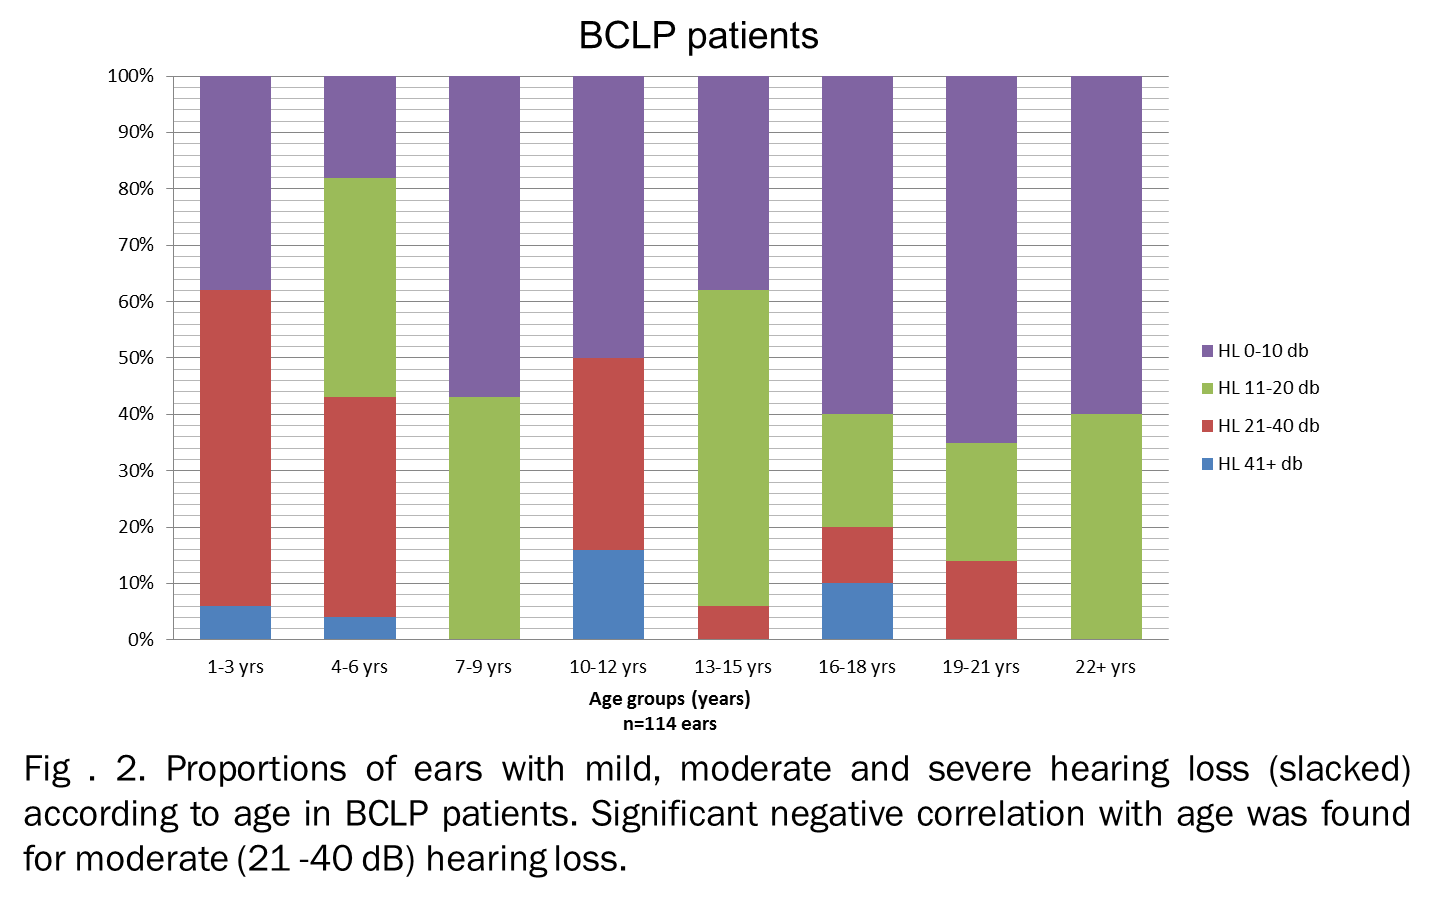 BCLP patients
100%
90%
80%
70%
60%
50%
40%
30%
20%
10%
0%
1-3 yrs
4-6 yrs
7-9 yrs
10-12 yrs
13-15 yrs
16-18 yrs
19-21 yrs
22+ yrs
Age groups (years)
n=114 ears
HL 0-10 db
HL 11-20 db
HL 21-40 db
HL 41+ db
Fig . 2. Proportions of ears with mild, moderate and severe hearing loss (slacked)
according to age in BCLP patients. Significant negative correlation with age was found
for moderate (21 -40 dB) hearing loss.